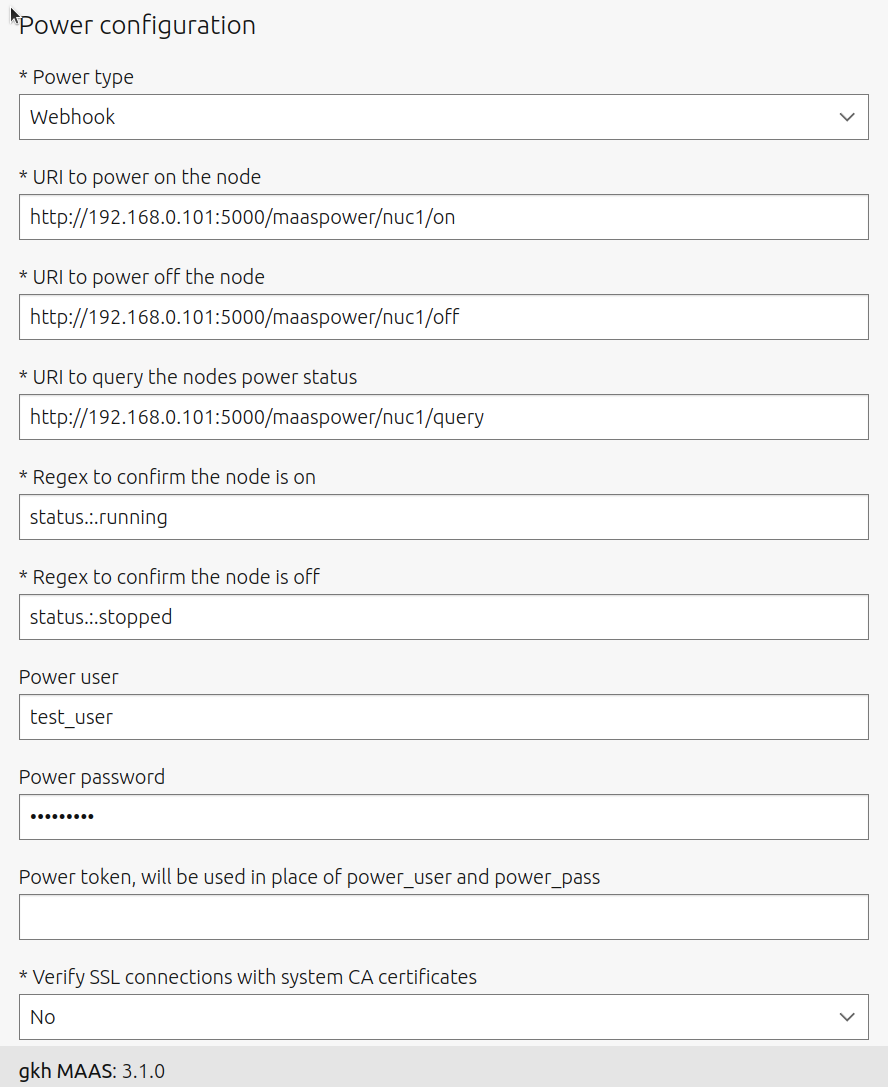 Power configuration
* Power type
Webhook
* URI to power on the node
http://192.168.0.101:5000/maaspower/nuc1/on
* URI to power off the node
http://192.168.0.101:5000/maaspower/nuc1/off
* URI to query the nodes power status
http://192.168.0.101:5000/maaspower/nuc1/query
* Regex to confirm the node is on
status.:.running
* Regex to confirm the node is off
status.:.stopped
Power user
test_user
Power password
•••••••••
Power token, will be used in place of power_user and power_pass
* Verify SSL connections with system CA certificates
No
gkh MAAS: 3.1.0